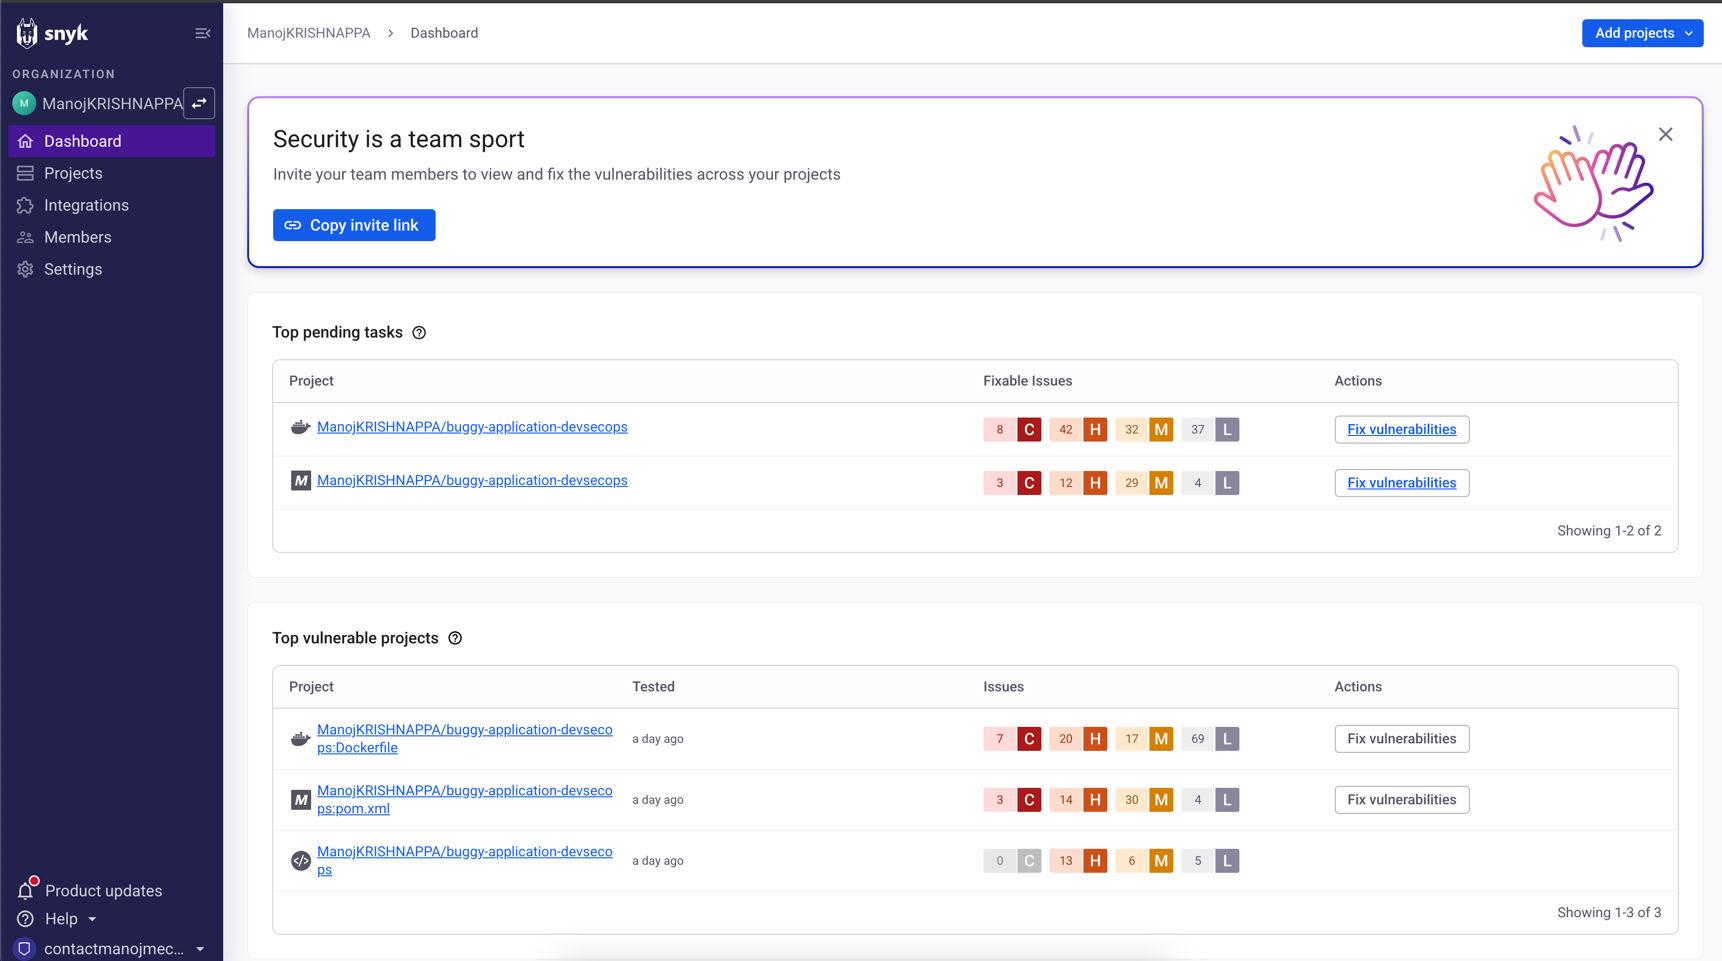 snyk
ORGANIZATION
M ManojKRISHNAPPA
Dashboard
Projects
Integrations
Members
Settings
Product updates
Help
contactmanojmec...
ManojKRISHNAPPA > Dashboard
Add projects
Security is a team sport
Invite your team members to view and fix the vulnerabilities across your projects
Copy invite link
Top pending tasks ?
Project Fixable Issues Actions
ManojKRISHNAPPA/buggy-application-devsecops 8 C 42 H 32 M 37 L Fix vulnerabilities
M ManojKRISHNAPPA/buggy-application-devsecops 3 C 12 H 29 M 4 L Fix vulnerabilities
Showing 1-2 of 2
Top vulnerable projects ?
Project Tested Issues Actions
ManojKRISHNAPPA/buggy-application-devseco
ps:Dockerfile
a day ago 7 C 20 H 17 M 69 L Fix vulnerabilities
M ManojKRISHNAPPA/buggy-application-devseco
ps:pom.xml
a day ago 3 C 14 H 30 M 4 L Fix vulnerabilities
</> ManojKRISHNAPPA/buggy-application-devseco
ps
a day ago 0 C 13 H 6 M 5 L
Showing 1-3 of 3